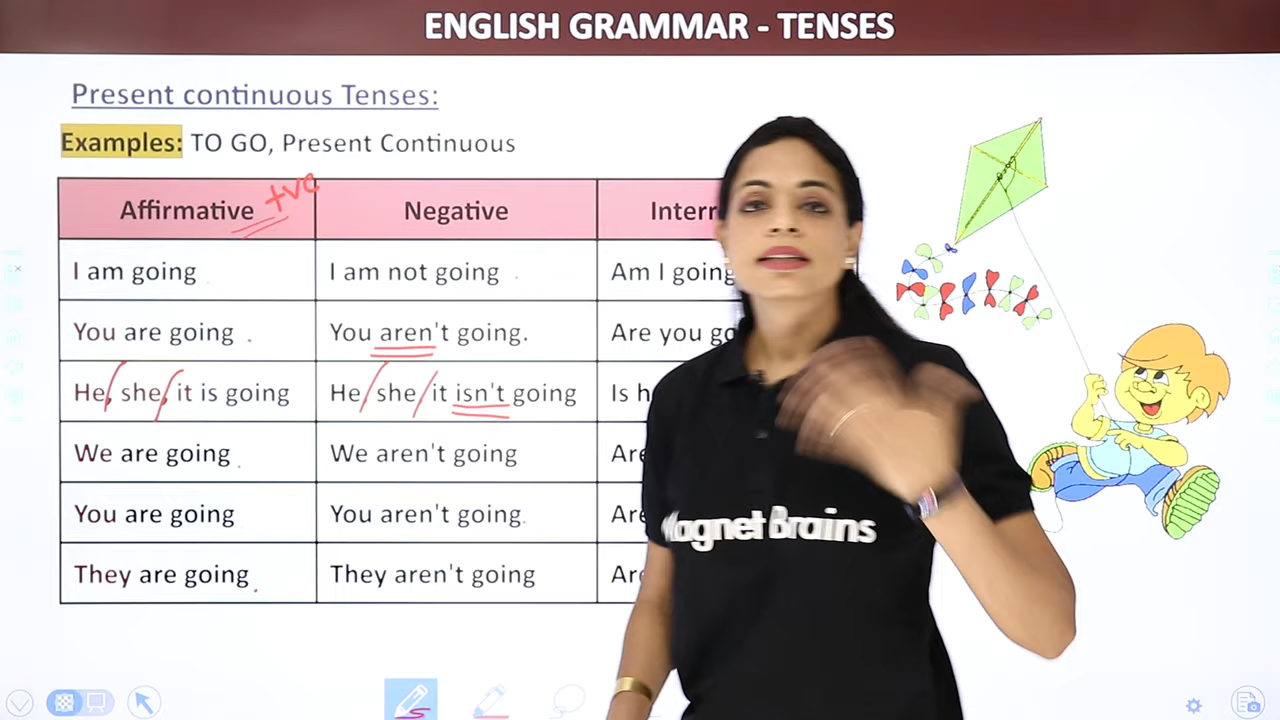 ENGLISH GRAMMAR - TENSES
Present continuous Tenses:
Examples: TO GO, Present Continuous
+ve
Affirmative Negative Interr
I am going I am not going Am I going
You are going You aren't going. Are you go
He, she, it is going He/she/it isn't going Is h
We are going We aren't going Are
You are going You aren't going Are
They are going They aren't going Are
Magnet Brains